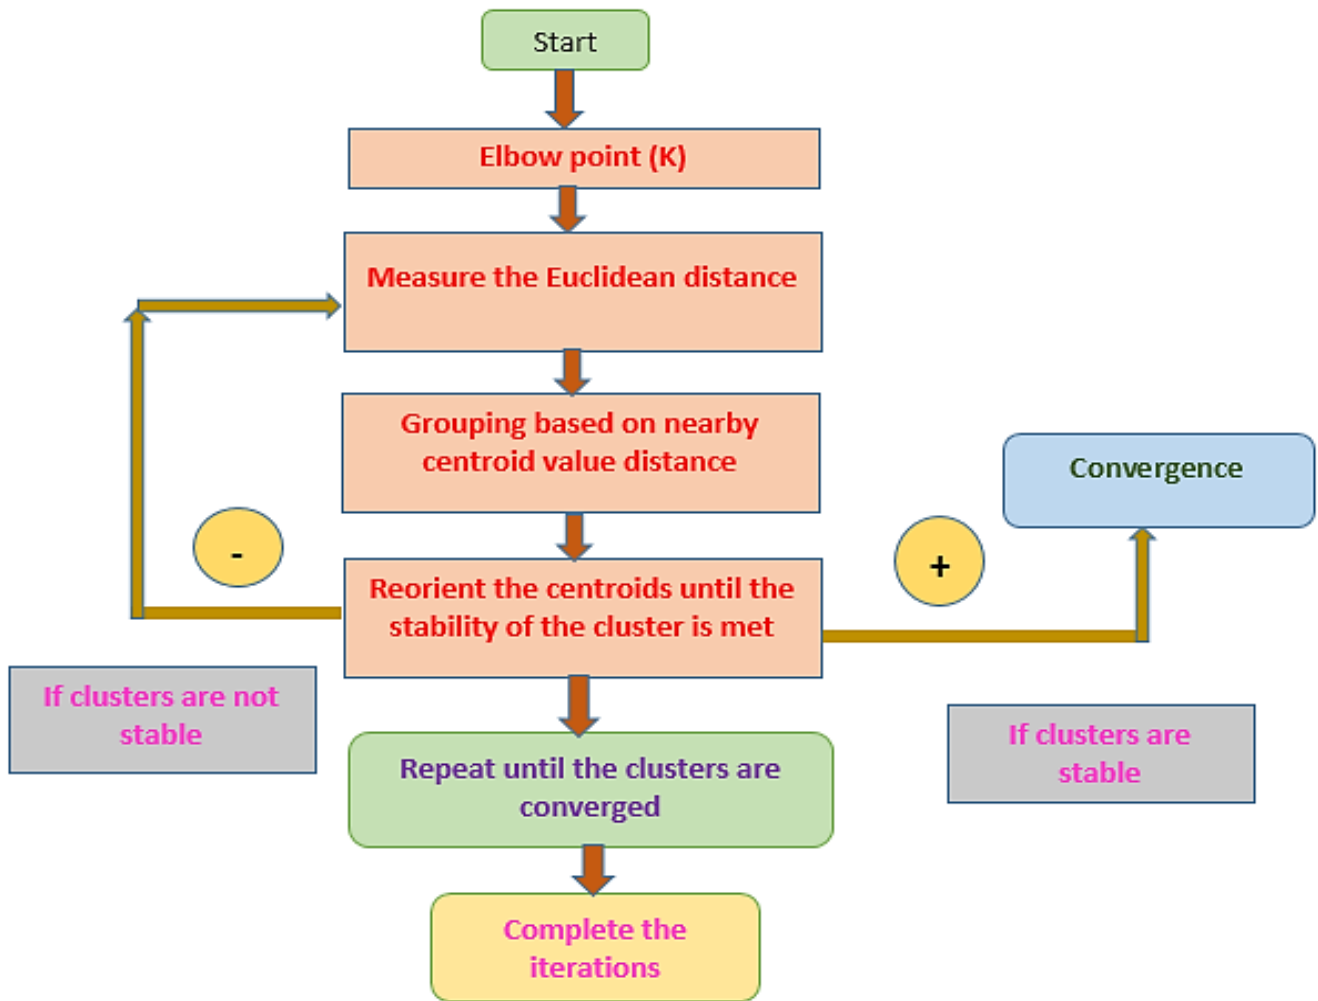 Start
Elbow point (K)
Measure the Euclidean distance
Grouping based on nearby
centroid value distance
Convergence
-
+
Reorient the centroids until the
stability of the cluster is met
If clusters are not
stable
If clusters are
stable
Repeat until the clusters are
converged
Complete the
iterations